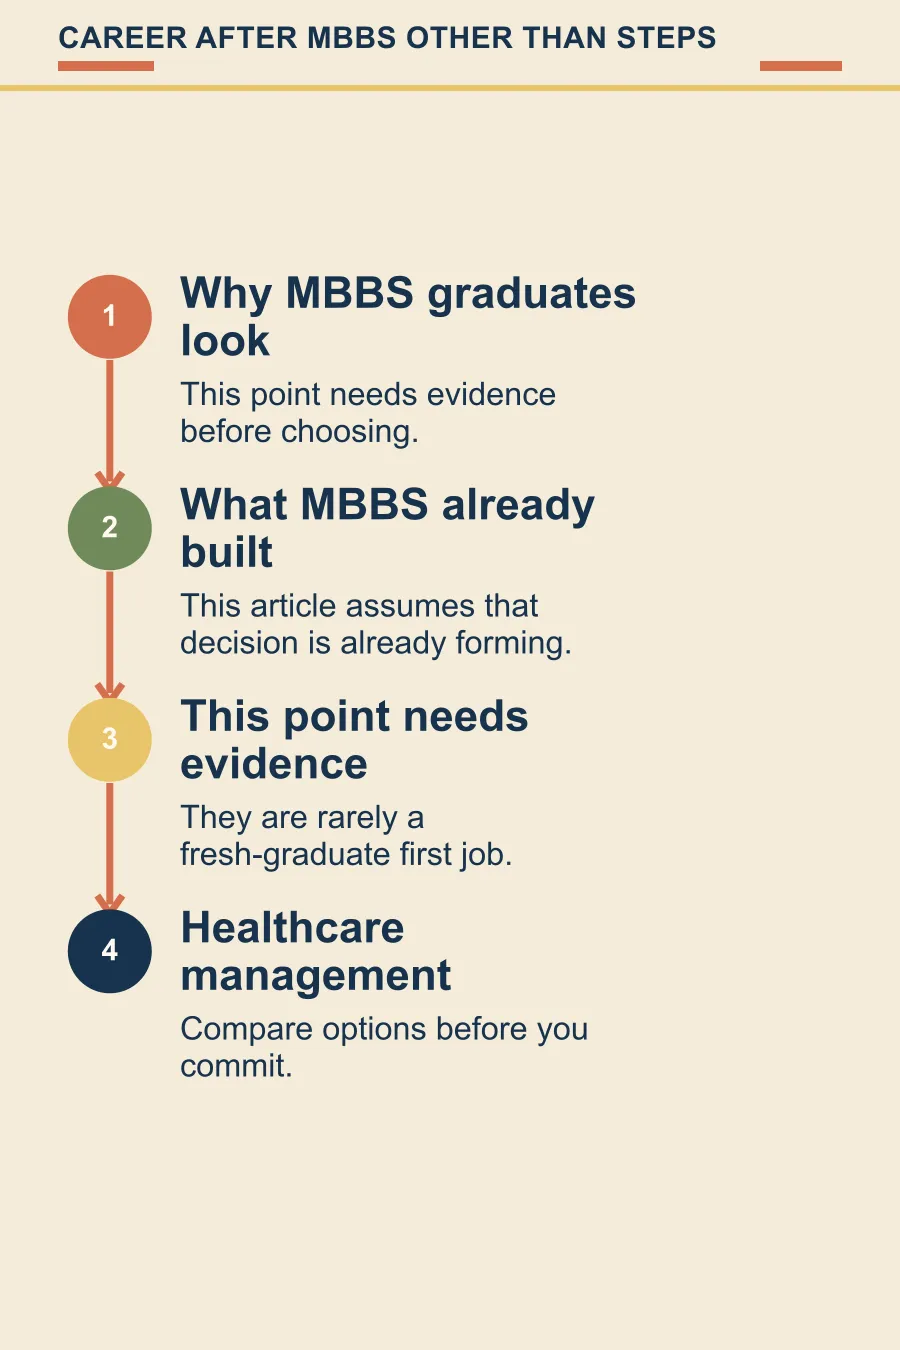 CAREER AFTER MBBS OTHER THAN STEPS
1
Why MBBS graduates
look
This point needs evidence
before choosing.
2
What MBBS already
built
This article assumes that
decision is already forming.
3
This point needs
evidence
They are rarely a
fresh-graduate first job.
4
Healthcare
management
Compare options before you
commit.